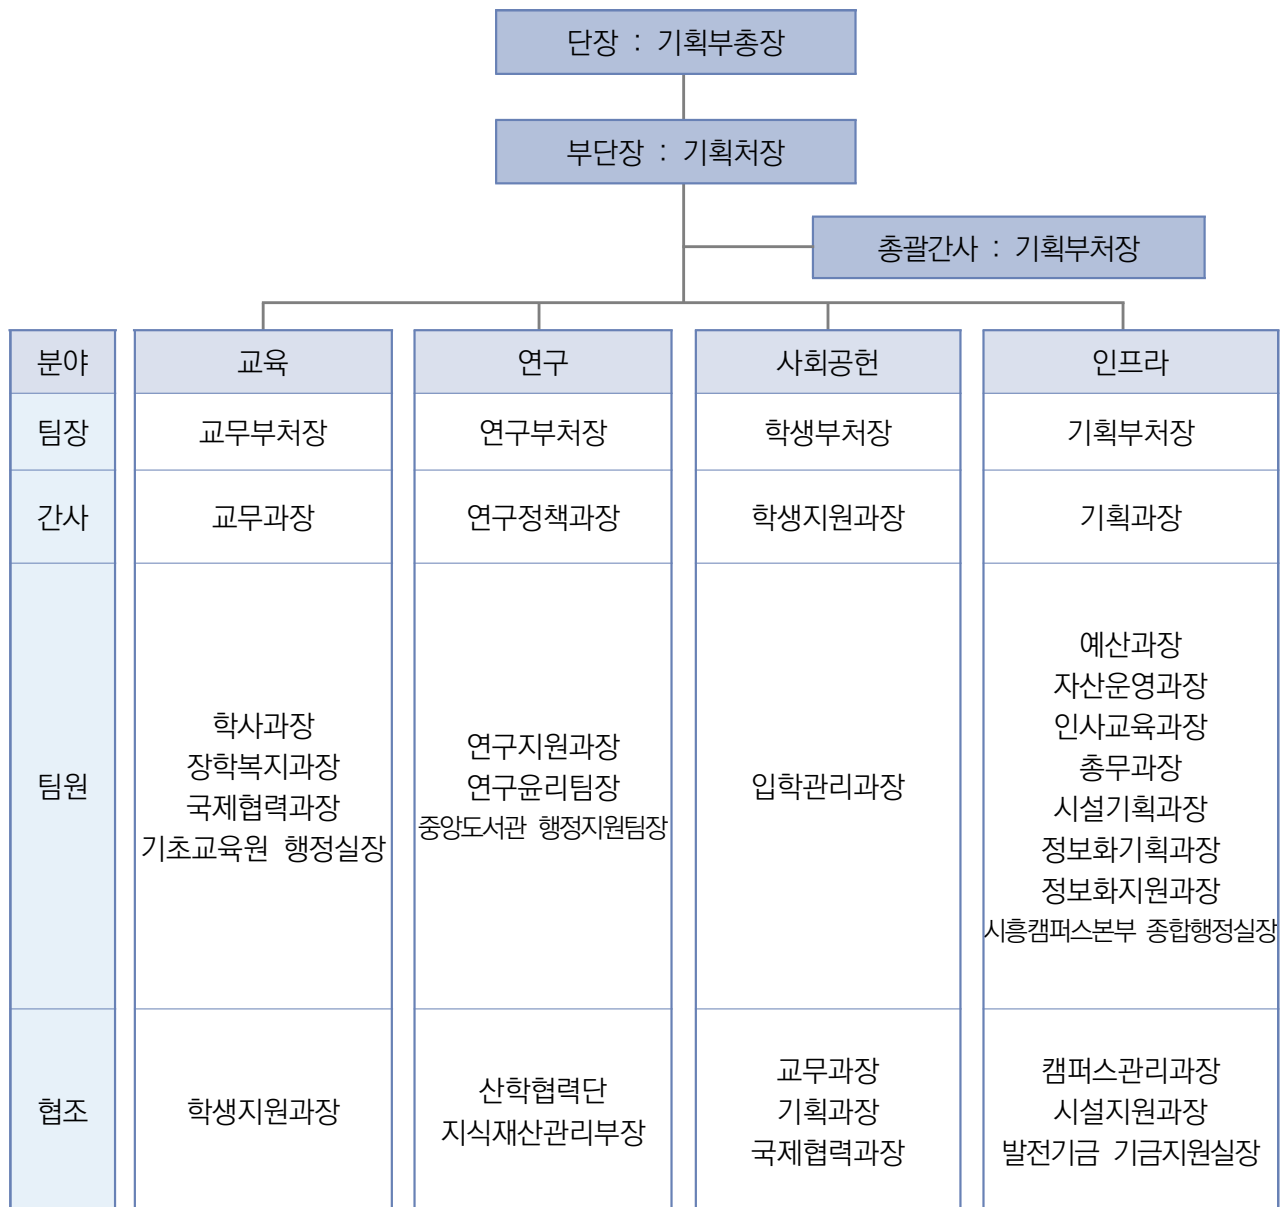 단장 : 기획부총장
부단장 : 기획처장
총괄간사 : 기획부처장
분야 교육 연구 사회공헌 인프라
팀장 교무부처장 연구부처장 학생부처장 기획부처장
간사 교무과장 연구정책과장 학생지원과장 기획과장
팀원
학사과장
장학복지과장
국제협력과장
기초교육원 행정실장
연구지원과장
연구윤리팀장
중앙도서관 행정지원팀장
입학관리과장
예산과장
자산운영과장
인사교육과장
총무과장
시설기획과장
정보화기획과장
정보화지원과장
시흥캠퍼스본부 종합행정실장
협조
학생지원과장
산학협력단
지식재산관리부장
교무과장
기획과장
국제협력과장
캠퍼스관리과장
시설지원과장
발전기금 기금지원실장